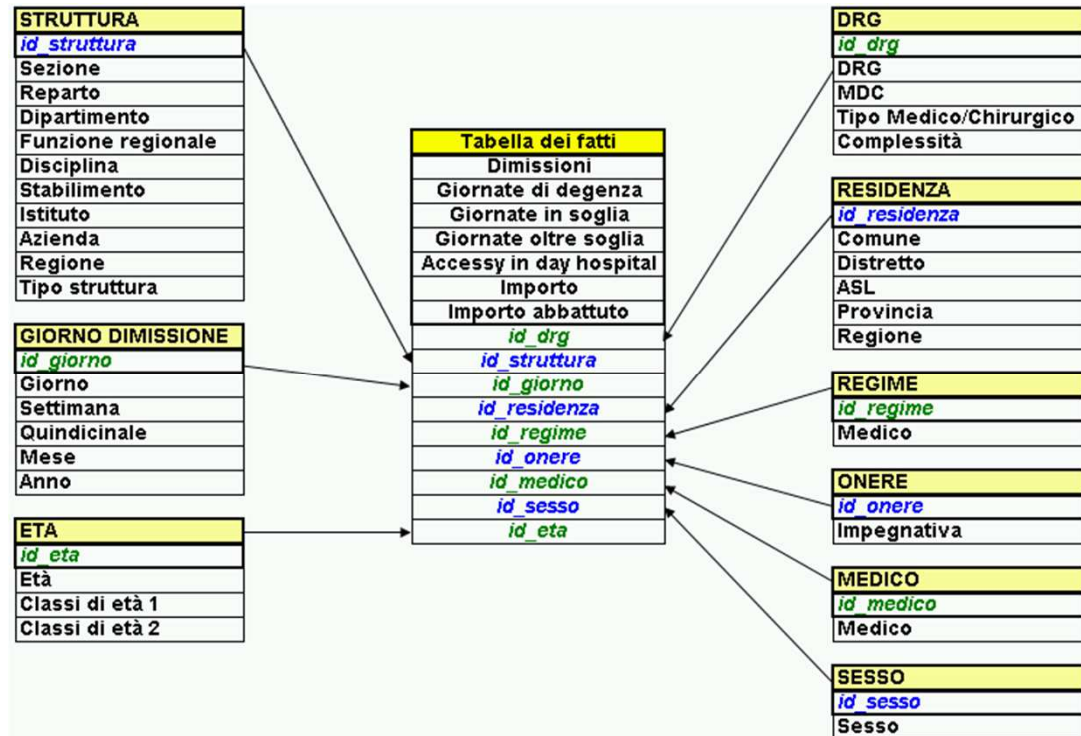 STRUTTURA
id_struttura
Sezione
Reparto
Dipartimento
Funzione regionale
Disciplina
Stabilimento
Istituto
Azienda
Regione
Tipo struttura
GIORNO DIMISSIONE
id_giorno
Giorno
Settimana
Quindicinale
Mese
Anno
ETA
id_eta
Età
Classi di età 1
Classi di età 2
Tabella dei fatti
Dimissioni
Giornate di degenza
Giornate in soglia
Giornate oltre soglia
Accessy in day hospital
Importo
Importo abbattuto
id_drg
id_struttura
id_giorno
id_residenza
id_regime
id_onere
id_medico
id_sesso
id_eta
DRG
id_drg
DRG
MDC
Tipo Medico/Chirurgico
Complessità
RESIDENZA
id_residenza
Comune
Distretto
ASL
Provincia
Regione
REGIME
id_regime
Medico
ONERE
id_onere
Impegnativa
MEDICO
id_medico
Medico
SESSO
id_sesso
Sesso